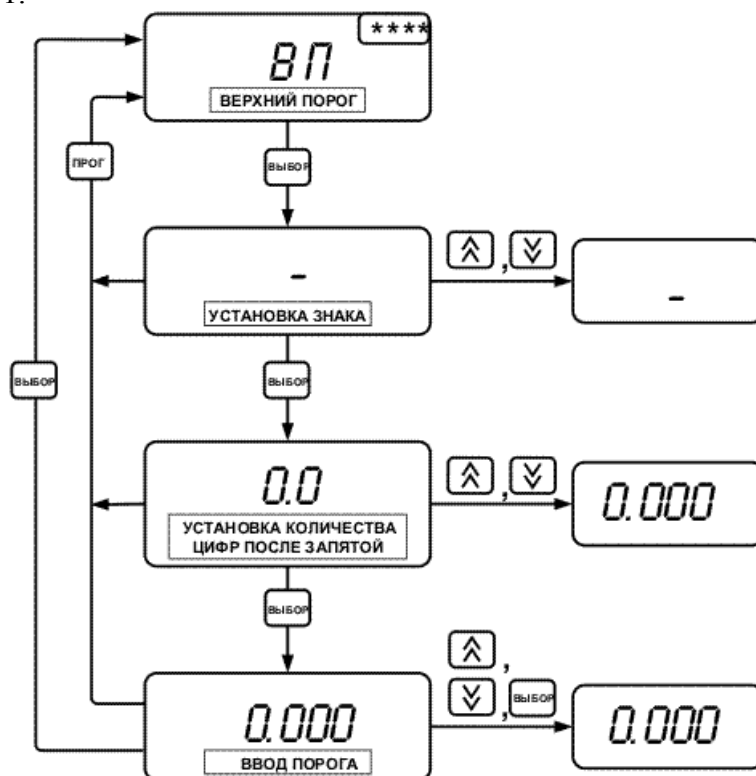 1.
****
ВП
ВЕРХНИЙ ПОРОГ
ПРОГ
ВЫБОР
-
УСТАНОВКА ЗНАКА
,
-
ВЫБОР
ВЫБОР
0.0
УСТАНОВКА КОЛИЧЕСТВА
ЦИФР ПОСЛЕ ЗАПЯТОЙ
,
0.000
ВЫБОР
0.000
ВВОД ПОРОГА
,
, ВЫБОР
0.000